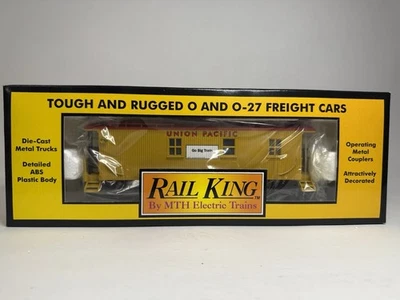 TOUGH AND RUGGED O AND O-27 FREIGHT CARS
Die-Cast
Metal Trucks
Detailed
ABS
Plastic Body
UNION PACIFIC
Operating
Metal
Couplers
Attractively
Decorated
RAIL KING
By MTH Electric Trains